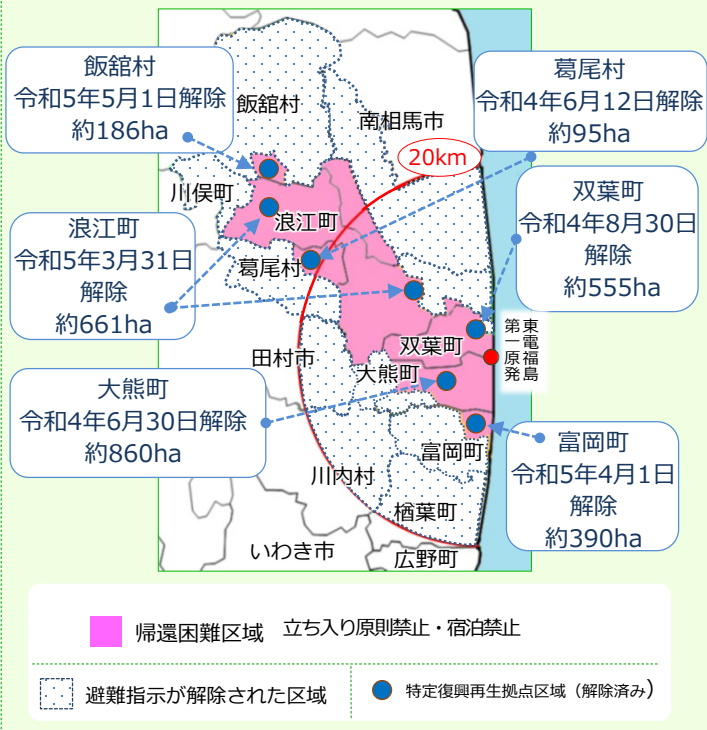 飯舘村
令和5年5月1日解除
約186ha
葛尾村
令和4年6月12日解除
約95ha
飯舘村
南相馬市
20km
川俣町
浪江町
双葉町
令和4年8月30日
解除
約555ha
浪江町
令和5年3月31日
解除
約661ha
葛尾村
双葉町
東電福島
第一原発
田村市
大熊町
大熊町
令和4年6月30日解除
約860ha
富岡町
富岡町
令和5年4月1日
解除
約390ha
川内村
楢葉町
いわき市
広野町
帰還困難区域 立ち入り原則禁止・宿泊禁止
避難指示が解除された区域
特定復興再生拠点区域(解除済み)